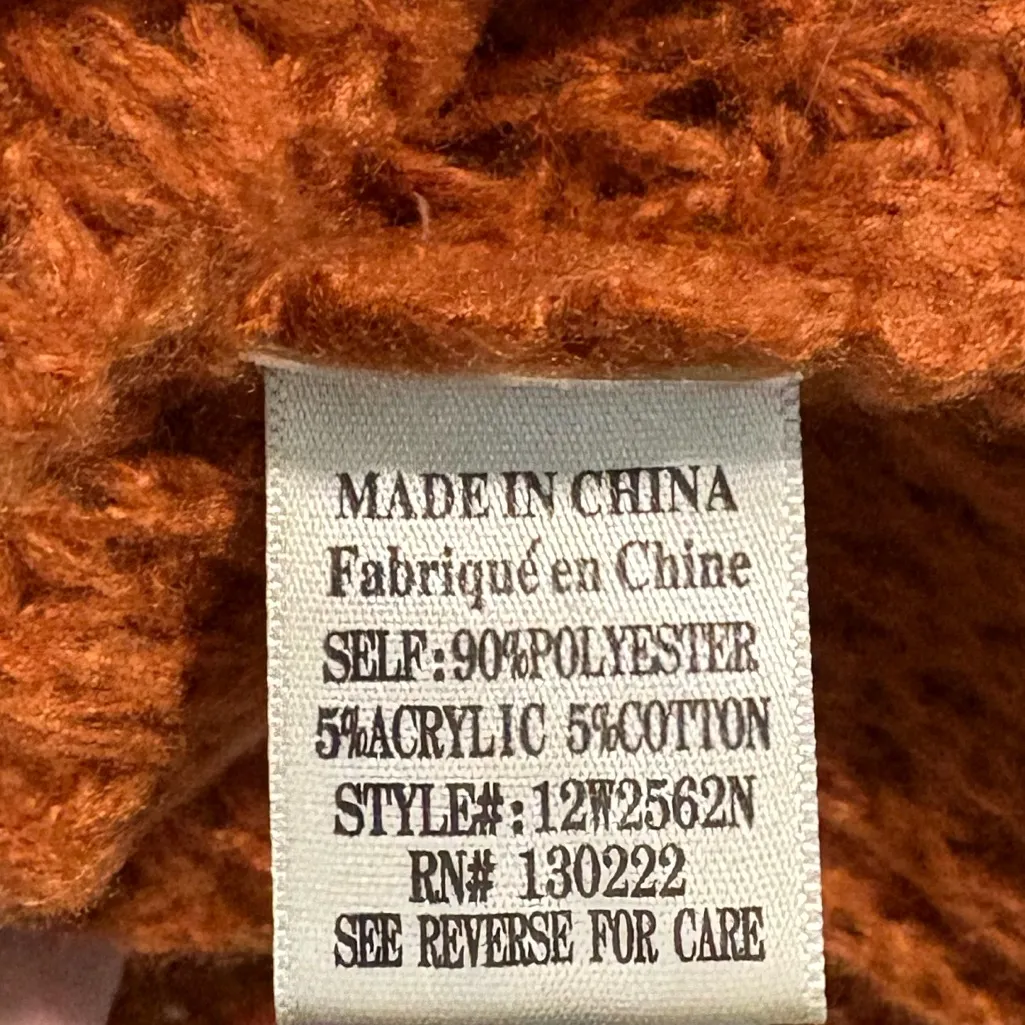 MADE IN CHINA
Fabriqué en Chine
SELF:90%POLYESTER
5%ACRYLIC 5%COTTON
STYLE#:12W2562N
RN# 130222
SEE REVERSE FOR CARE